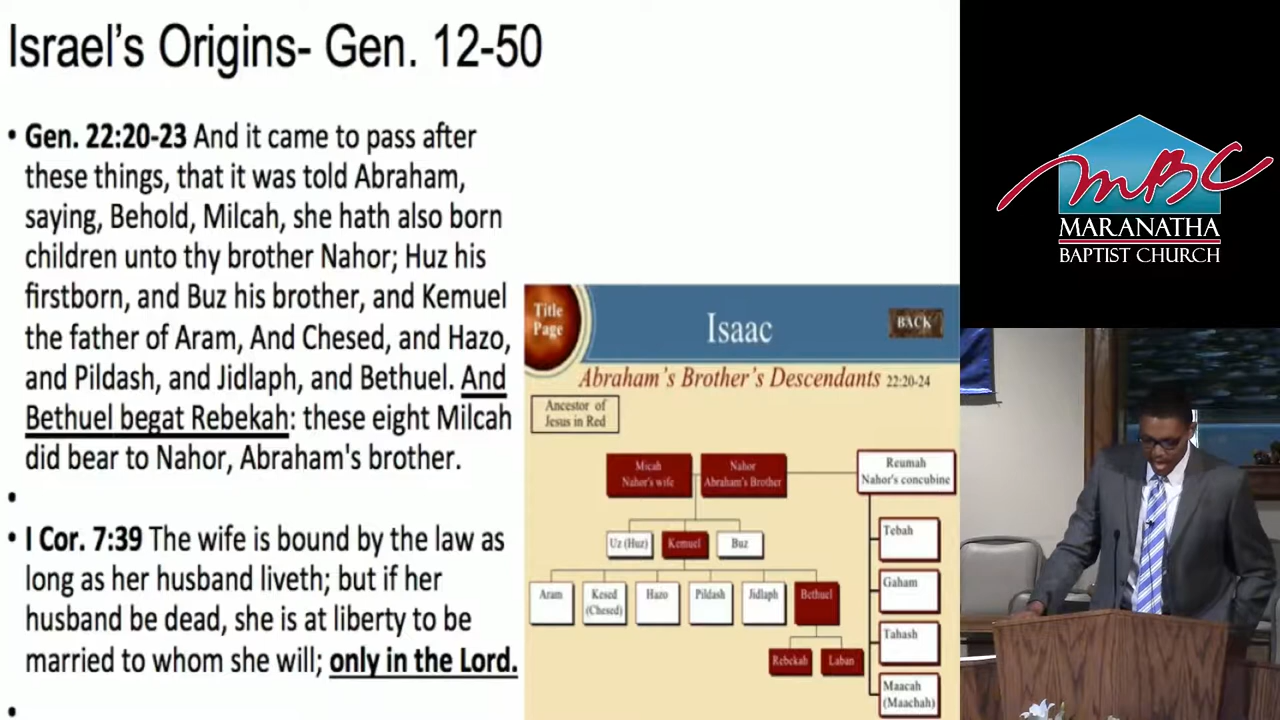 Israel's Origins- Gen. 12-50
• Gen. 22:20-23 And it came to pass after
these things, that it was told Abraham,
saying, Behold, Milcah, she hath also born
children unto thy brother Nahor; Huz his
firstborn, and Buz his brother, and Kemuel
the father of Aram, And Chesed, and Hazo,
and Pildash, and Jidlaph, and Bethuel. And
Bethuel begat Rebekah: these eight Milcah
did bear to Nahor, Abraham's brother.
•
• I Cor. 7:39 The wife is bound by the law as
long as her husband liveth; but if her
husband be dead, she is at liberty to be
married to whom she will; only in the Lord.
•
Title
Page
Isaac
BACK
Abraham's Brother's Descendants 22:20-24
Ancestor of
Jesus in Red
Micah
Nahor's wife
Nahor
Abraham's Brother
Reumah
Nahor's concubine
Uz (Huz)
Kemuel
Buz
Tebah
Aram
Kesed
(Chesed)
Hazo
Pildash
Jidlaph
Bethuel
Gaham
Tahash
Rebekah
Laban
Maacah
(Maachah)
MBC
MARANATHA
BAPTIST CHURCH